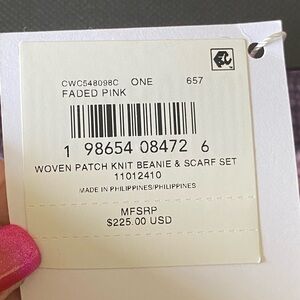 CWC548098C ONE 657
FADED PINK
1 98654 08472 6
WOVEN PATCH KNIT BEANIE & SCARF SET
11012410
MADE IN PHILIPPINES/PHILIPPINES
MFSRP
$225.00 USD